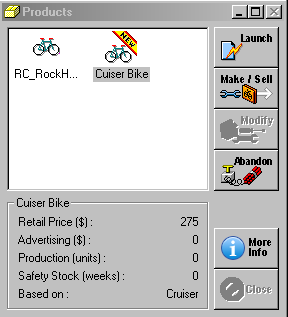 Products
Launch
NEW
RC_RockH...
Cuiser Bike
Make / Sell
Modify
Abandon
Cuiser Bike
Retail Price ($) : 275
Advertising ($) : 0
Production (units) : 0
Safety Stock (weeks) : 0
Based on : Cruiser
More
Info
Close